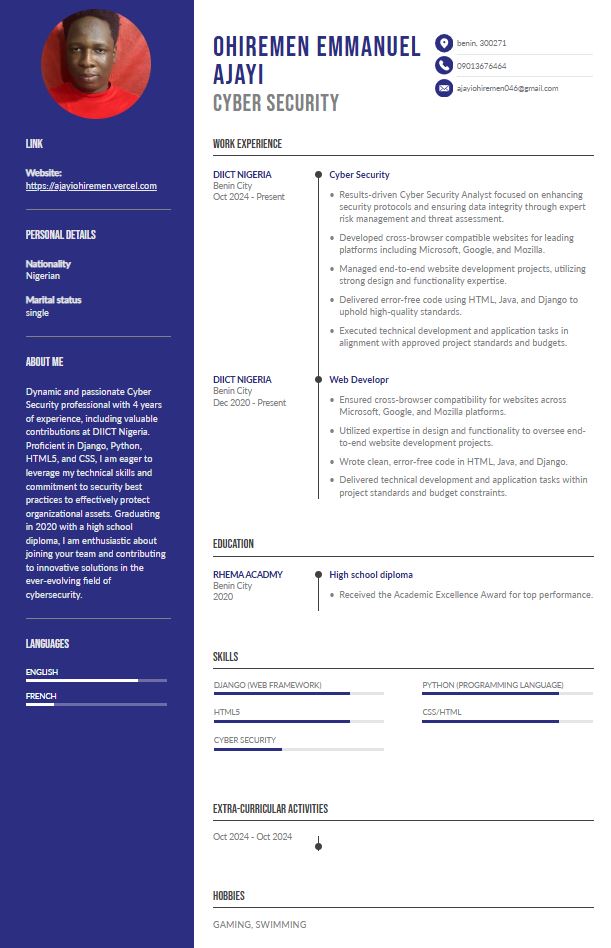 OHIREMEN EMMANUEL
AJAYI
CYBER SECURITY
benin, 300271
09013676464
ajayiohiremen046@gmail.com
LINK
Website:
https://ajayiohiremen.vercel.com
PERSONAL DETAILS
Nationality
Nigerian
Marital status
single
ABOUT ME
Dynamic and passionate Cyber
Security professional with 4 years
of experience, including valuable
contributions at DIICT Nigeria.
Proficient in Django, Python,
HTML5, and CSS, I am eager to
leverage my technical skills and
commitment to security best
practices to effectively protect
organizational assets. Graduating
in 2020 with a high school
diploma, I am enthusiastic about
joining your team and contributing
to innovative solutions in the
ever-evolving field of
cybersecurity.
LANGUAGES
ENGLISH
FRENCH
WORK EXPERIENCE
DIICT NIGERIA
Benin City
Oct 2024 - Present
Cyber Security
• Results-driven Cyber Security Analyst focused on enhancing
security protocols and ensuring data integrity through expert
risk management and threat assessment.
• Developed cross-browser compatible websites for leading
platforms including Microsoft, Google, and Mozilla.
• Managed end-to-end website development projects, utilizing
strong design and functionality expertise.
• Delivered error-free code using HTML, Java, and Django to
uphold high-quality standards.
• Executed technical development and application tasks in
alignment with approved project standards and budgets.
DIICT NIGERIA
Benin City
Dec 2020 - Present
Web Developr
• Ensured cross-browser compatibility for websites across
Microsoft, Google, and Mozilla platforms.
• Utilized expertise in design and functionality to oversee end-
to-end website development projects.
• Wrote clean, error-free code in HTML, Java, and Django.
• Delivered technical development and application tasks within
project standards and budget constraints.
EDUCATION
RHEMA ACADMY
Benin City
2020
High school diploma
• Received the Academic Excellence Award for top performance.
SKILLS
DJANGO (WEB FRAMEWORK)
PYTHON (PROGRAMMING LANGUAGE)
HTML5
CSS/HTML
CYBER SECURITY
EXTRA-CURRICULAR ACTIVITIES
Oct 2024 - Oct 2024
HOBBIES
GAMING, SWIMMING